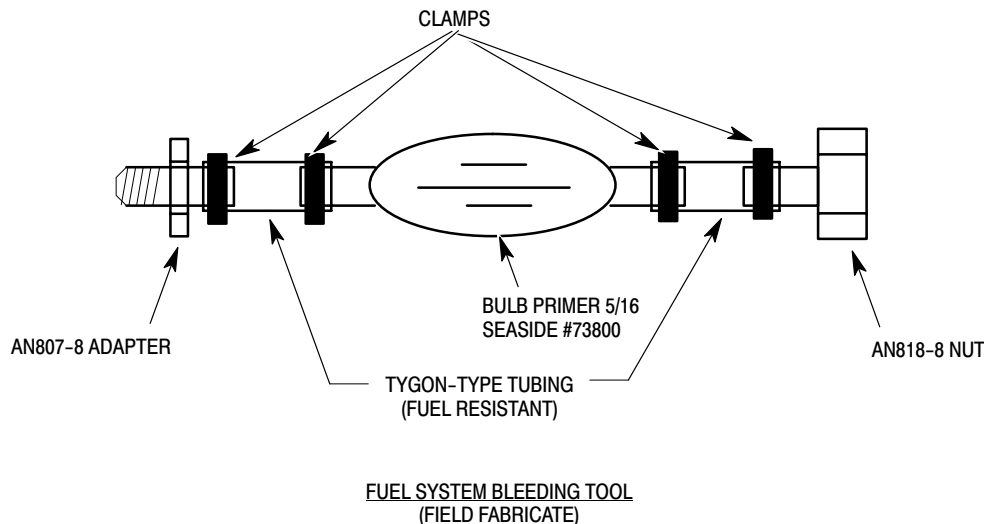 CLAMPS
BULB PRIMER 5/16
SEASIDE #73800
AN807-8 ADAPTER
AN818-8 NUT
TYGON-TYPE TUBING
(FUEL RESISTANT)
FUEL SYSTEM BLEEDING TOOL
(FIELD FABRICATE)